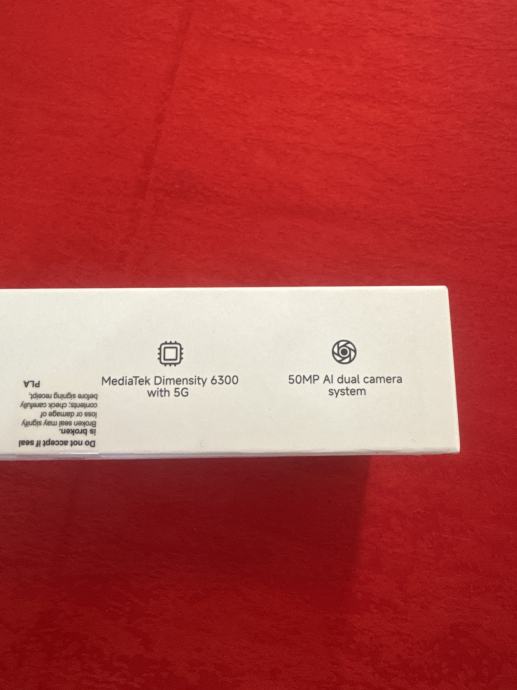 MediaTek Dimensity 6300
with 5G
50MP AI dual camera
system
Do not accept if seal
is broken.
Broken seal may signify
loss or damage of
contents; check carefully
before signing receipt.
PLA